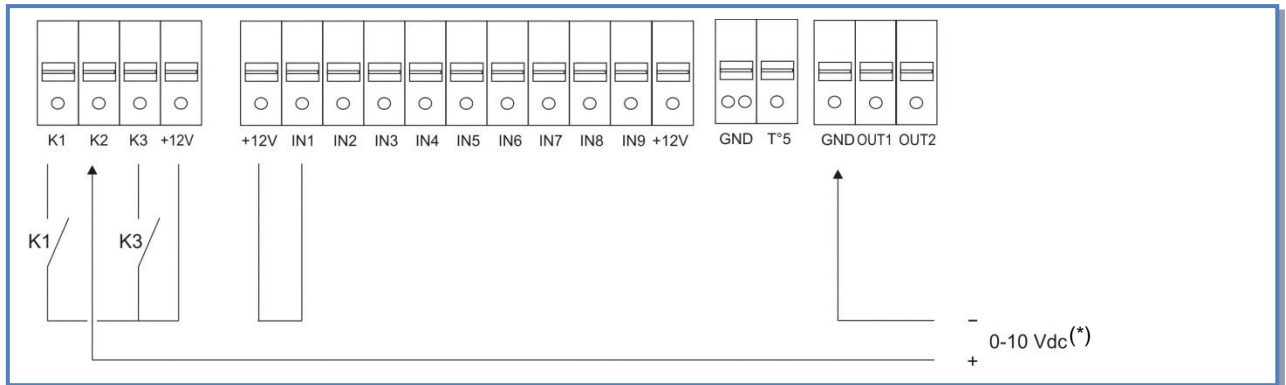 K1 K2 K3 +12V +12V IN1 IN2 IN3 IN4 IN5 IN6 IN7 IN8 IN9 +12V GND T°5 GND OUT1 OUT2
K1 K3
−
0-10 Vdc(*)
+